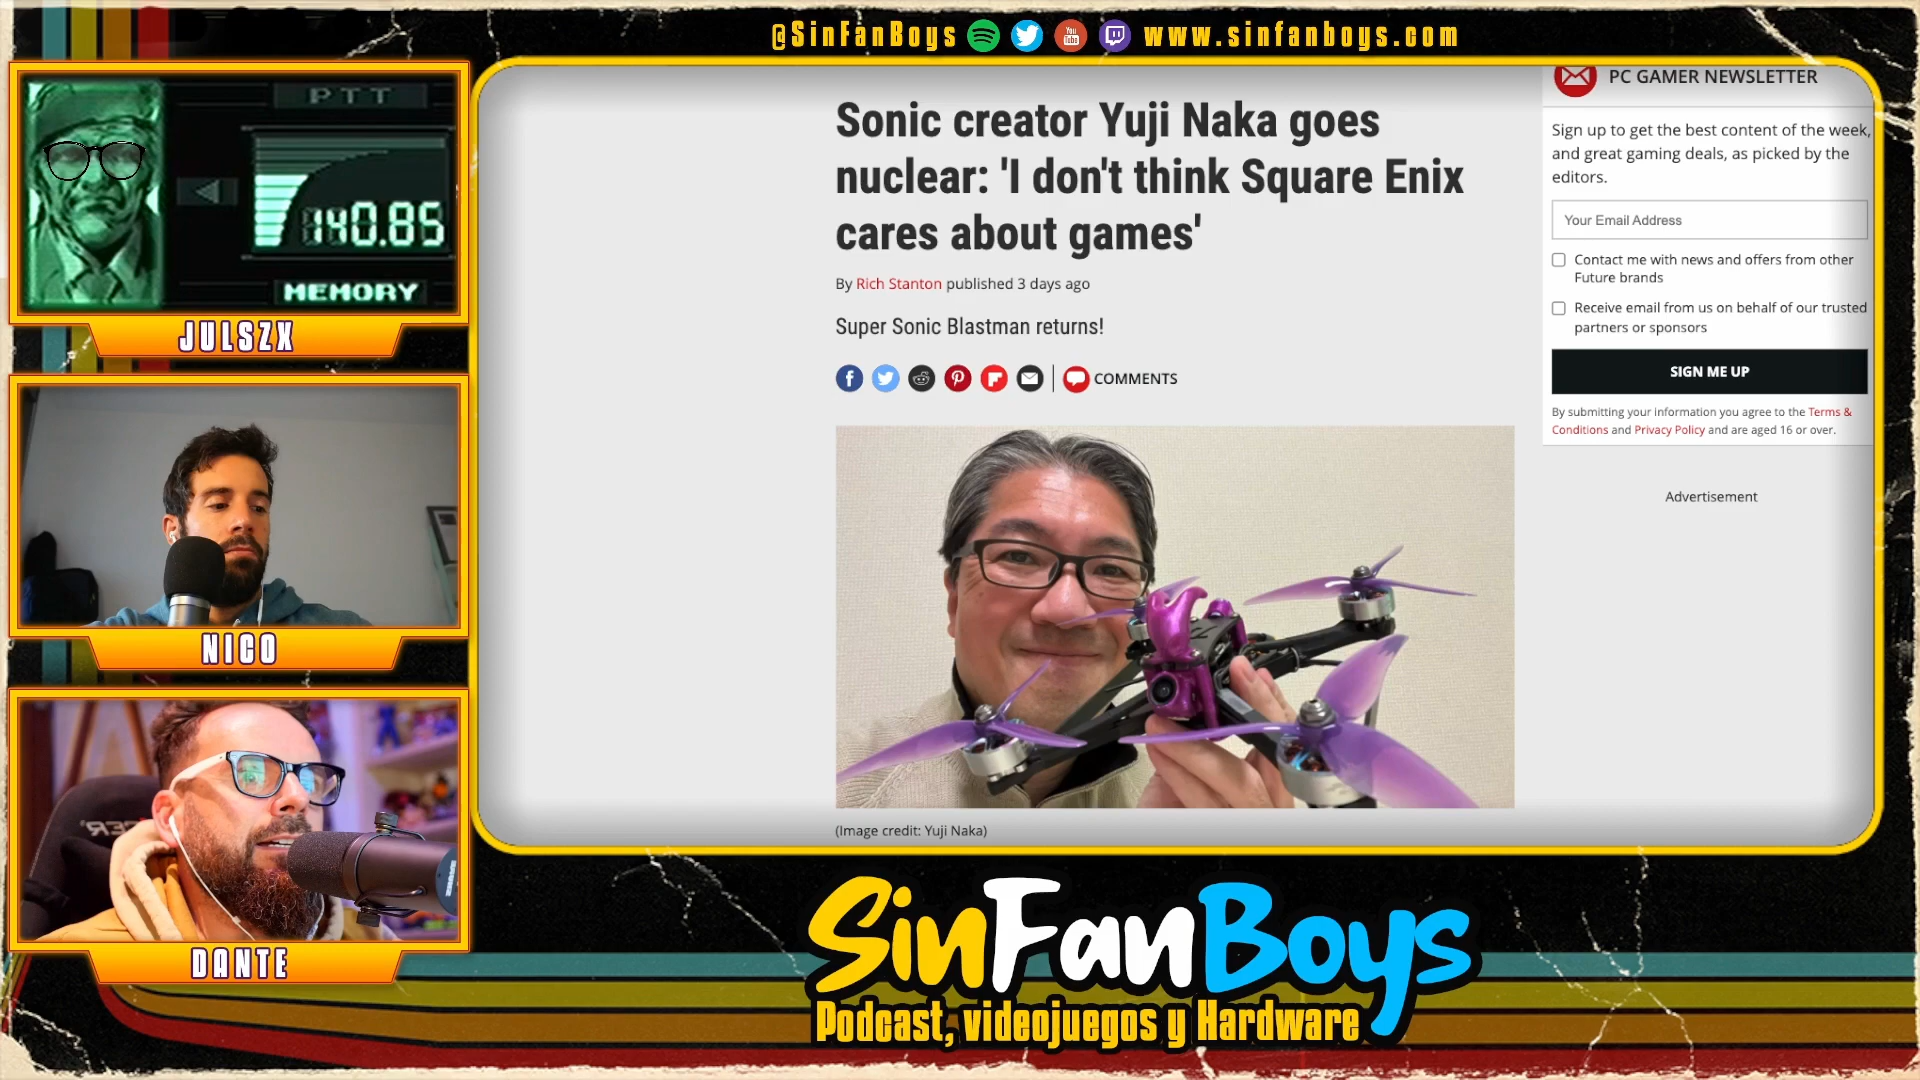 @SinFanBoys www.sinfanboys.com
PTT
140.85
MEMORY
JULSZX
NICO
DANTE
Sonic creator Yuji Naka goes
nuclear: 'I don't think Square Enix
cares about games'
By Rich Stanton published 3 days ago
Super Sonic Blastman returns!
COMMENTS
(Image credit: Yuji Naka)
PC GAMER NEWSLETTER
Sign up to get the best content of the week,
and great gaming deals, as picked by the
editors.
Your Email Address
Contact me with news and offers from other
Future brands
Receive email from us on behalf of our trusted
partners or sponsors
SIGN ME UP
By submitting your information you agree to the Terms &
Conditions and Privacy Policy and are aged 16 or over.
Advertisement
SinFanBoys
Podcast, videojuegos y Hardware